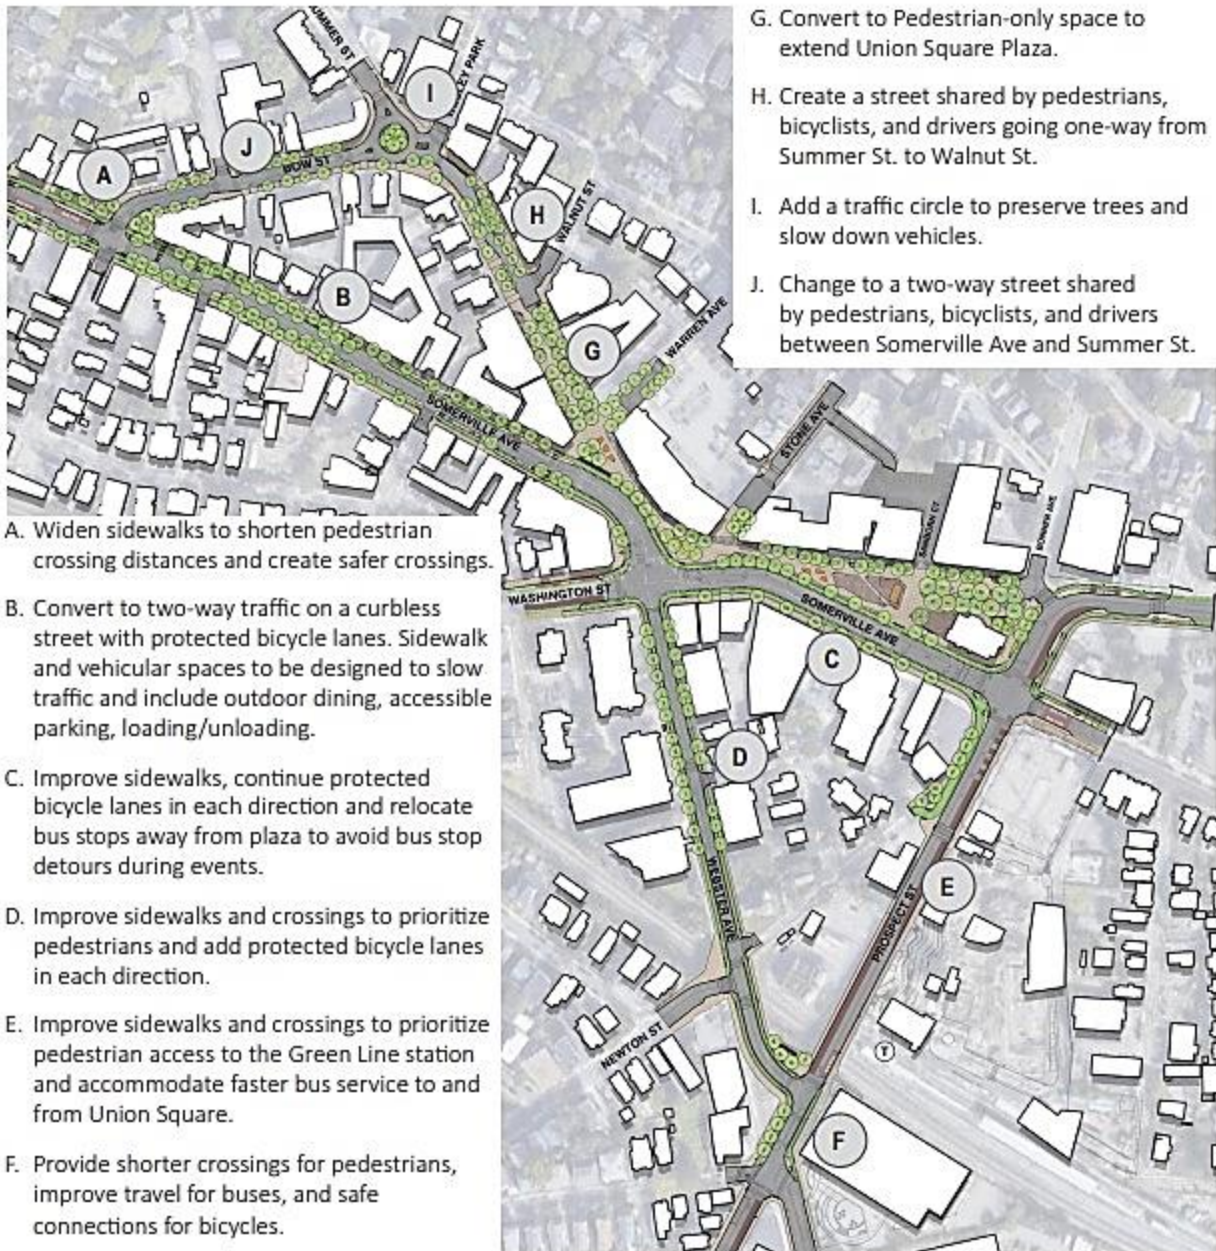 G. Convert to Pedestrian-only space to
extend Union Square Plaza.
H. Create a street shared by pedestrians,
bicyclists, and drivers going one-way from
Summer St. to Walnut St.
I. Add a traffic circle to preserve trees and
slow down vehicles.
J. Change to a two-way street shared
by pedestrians, bicyclists, and drivers
between Somerville Ave and Summer St.
I
J
A
BOW ST
H
WALNUT ST
B
G
WARREN AVE
SOMERVILLE AVE
STONE AVE
WASHINGTON ST
SOMERVILLE AVE
C
D
WEBSTER AVE
E
PROSPECT ST
NEWTON ST
T
F
A. Widen sidewalks to shorten pedestrian
crossing distances and create safer crossings.
B. Convert to two-way traffic on a curbless
street with protected bicycle lanes. Sidewalk
and vehicular spaces to be designed to slow
traffic and include outdoor dining, accessible
parking, loading/unloading.
C. Improve sidewalks, continue protected
bicycle lanes in each direction and relocate
bus stops away from plaza to avoid bus stop
detours during events.
D. Improve sidewalks and crossings to prioritize
pedestrians and add protected bicycle lanes
in each direction.
E. Improve sidewalks and crossings to prioritize
pedestrian access to the Green Line station
and accommodate faster bus service to and
from Union Square.
F. Provide shorter crossings for pedestrians,
improve travel for buses, and safe
connections for bicycles.